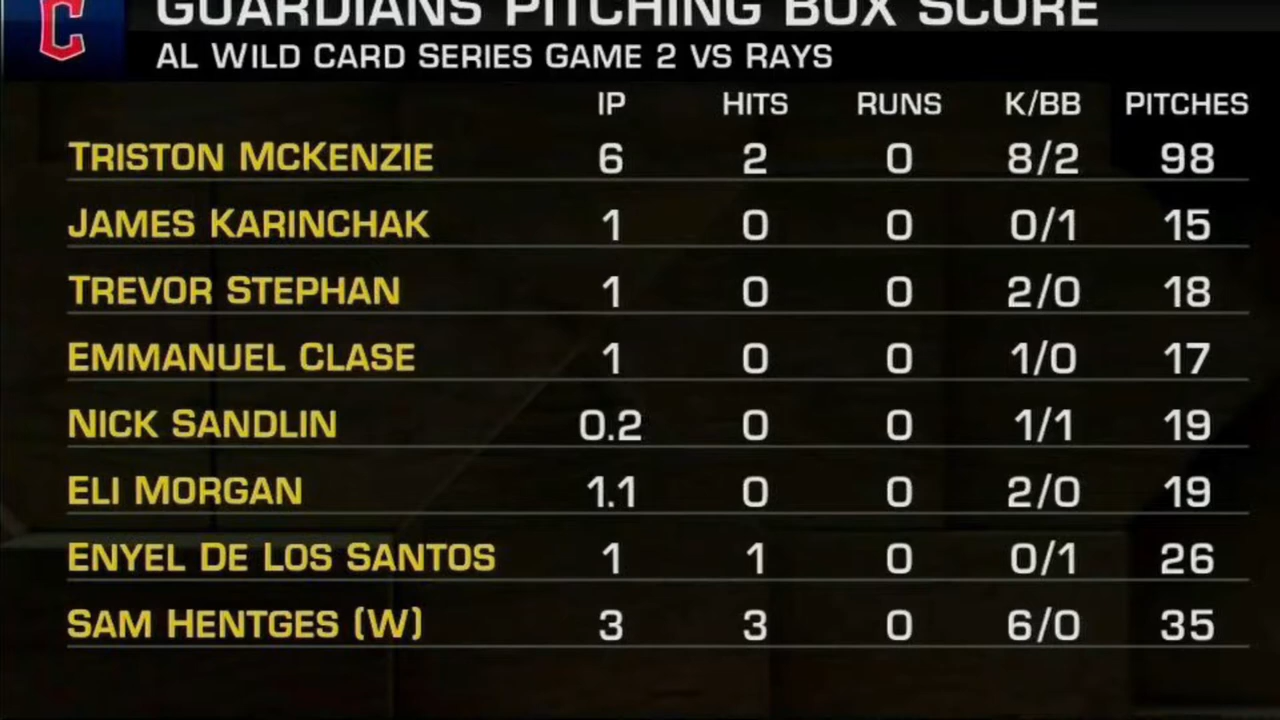 GUARDIANS PITCHING BOX SCORE
AL WILD CARD SERIES GAME 2 VS RAYS
IP HITS RUNS K/BB PITCHES
TRISTON MCKENZIE 6 2 0 8/2 98
JAMES KARINCHAK 1 0 0 0/1 15
TREVOR STEPHAN 1 0 0 2/0 18
EMMANUEL CLASE 1 0 0 1/0 17
NICK SANDLIN 0.2 0 0 1/1 19
ELI MORGAN 1.1 0 0 2/0 19
ENYEL DE LOS SANTOS 1 1 0 0/1 26
SAM HENTGES (W) 3 3 0 6/0 35